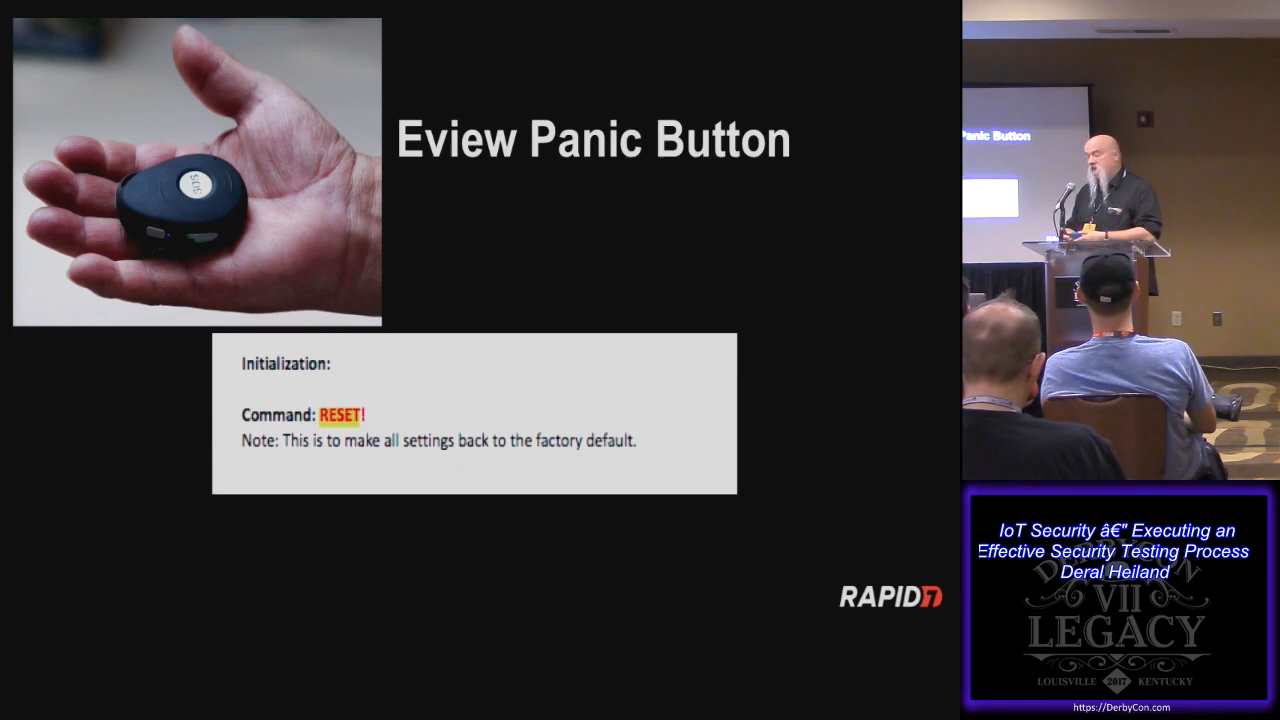 Eview Panic Button
SOS
Initialization:
Command: RESET!
Note: This is to make all settings back to the factory default.
RAPID7
Panic Button
IoT Security â€" Executing an
Effective Security Testing Process
Deral Heiland
DERBYCON
VII
LEGACY
LOUISVILLE 2017 KENTUCKY
https://DerbyCon.com